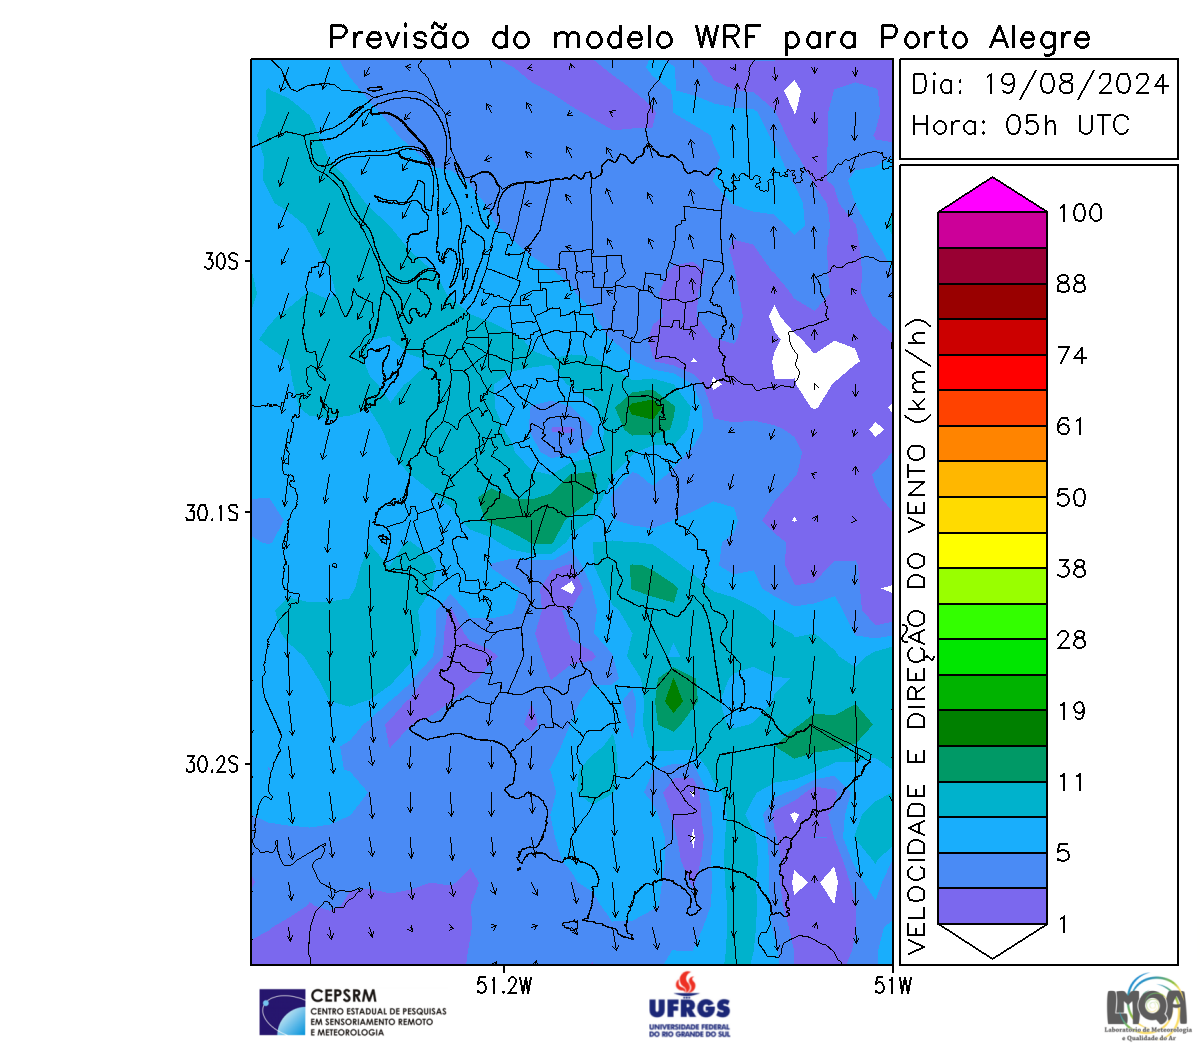 Previsão do modelo WRF para Porto Alegre
Dia: 19/08/2024
Hora: 05h UTC
30S
30.1S
30.2S
51.2W
51W
VELOCIDADE E DIREÇÃO DO VENTO (km/h)
100
88
74
61
50
38
28
19
11
5
1
CEPSRM
CENTRO ESTADUAL DE PESQUISAS
EM SENSORIAMENTO REMOTO
E METEOROLOGIA
UFRGS
UNIVERSIDADE FEDERAL
DO RIO GRANDE DO SUL
LMQA
Laboratório de Meteorologia
e Qualidade do Ar